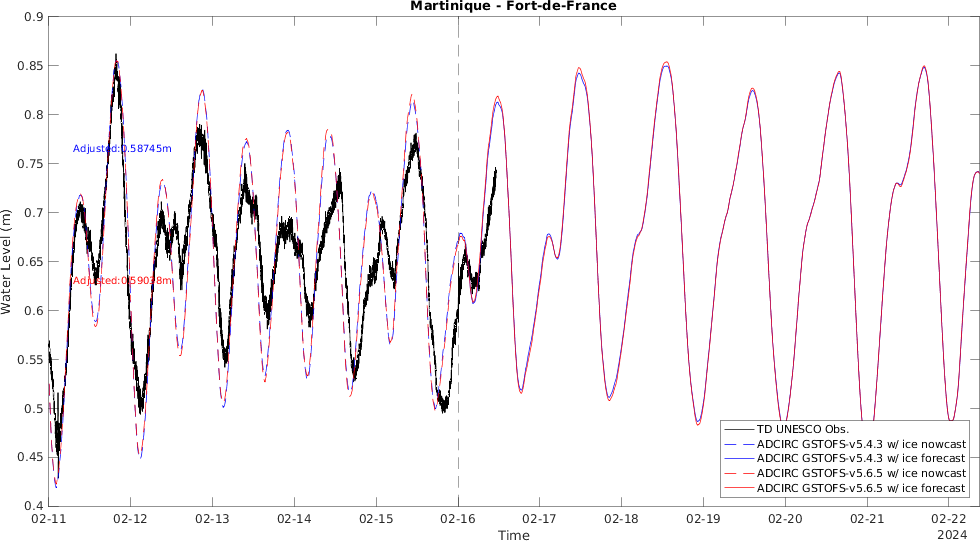 Martinique - Fort-de-France
0.9
0.85
0.8
0.75
0.7
0.65
0.6
0.55
0.5
0.45
0.4
Water Level (m)
Adjusted:0.58745m
Adjusted:0.59038m
TD UNESCO Obs.
ADCIRC GSTOFS-v5.4.3 w/ ice nowcast
ADCIRC GSTOFS-v5.4.3 w/ ice forecast
ADCIRC GSTOFS-v5.6.5 w/ ice nowcast
ADCIRC GSTOFS-v5.6.5 w/ ice forecast
02-11 02-12 02-13 02-14 02-15 02-16 02-17 02-18 02-19 02-20 02-21 02-22
Time
2024